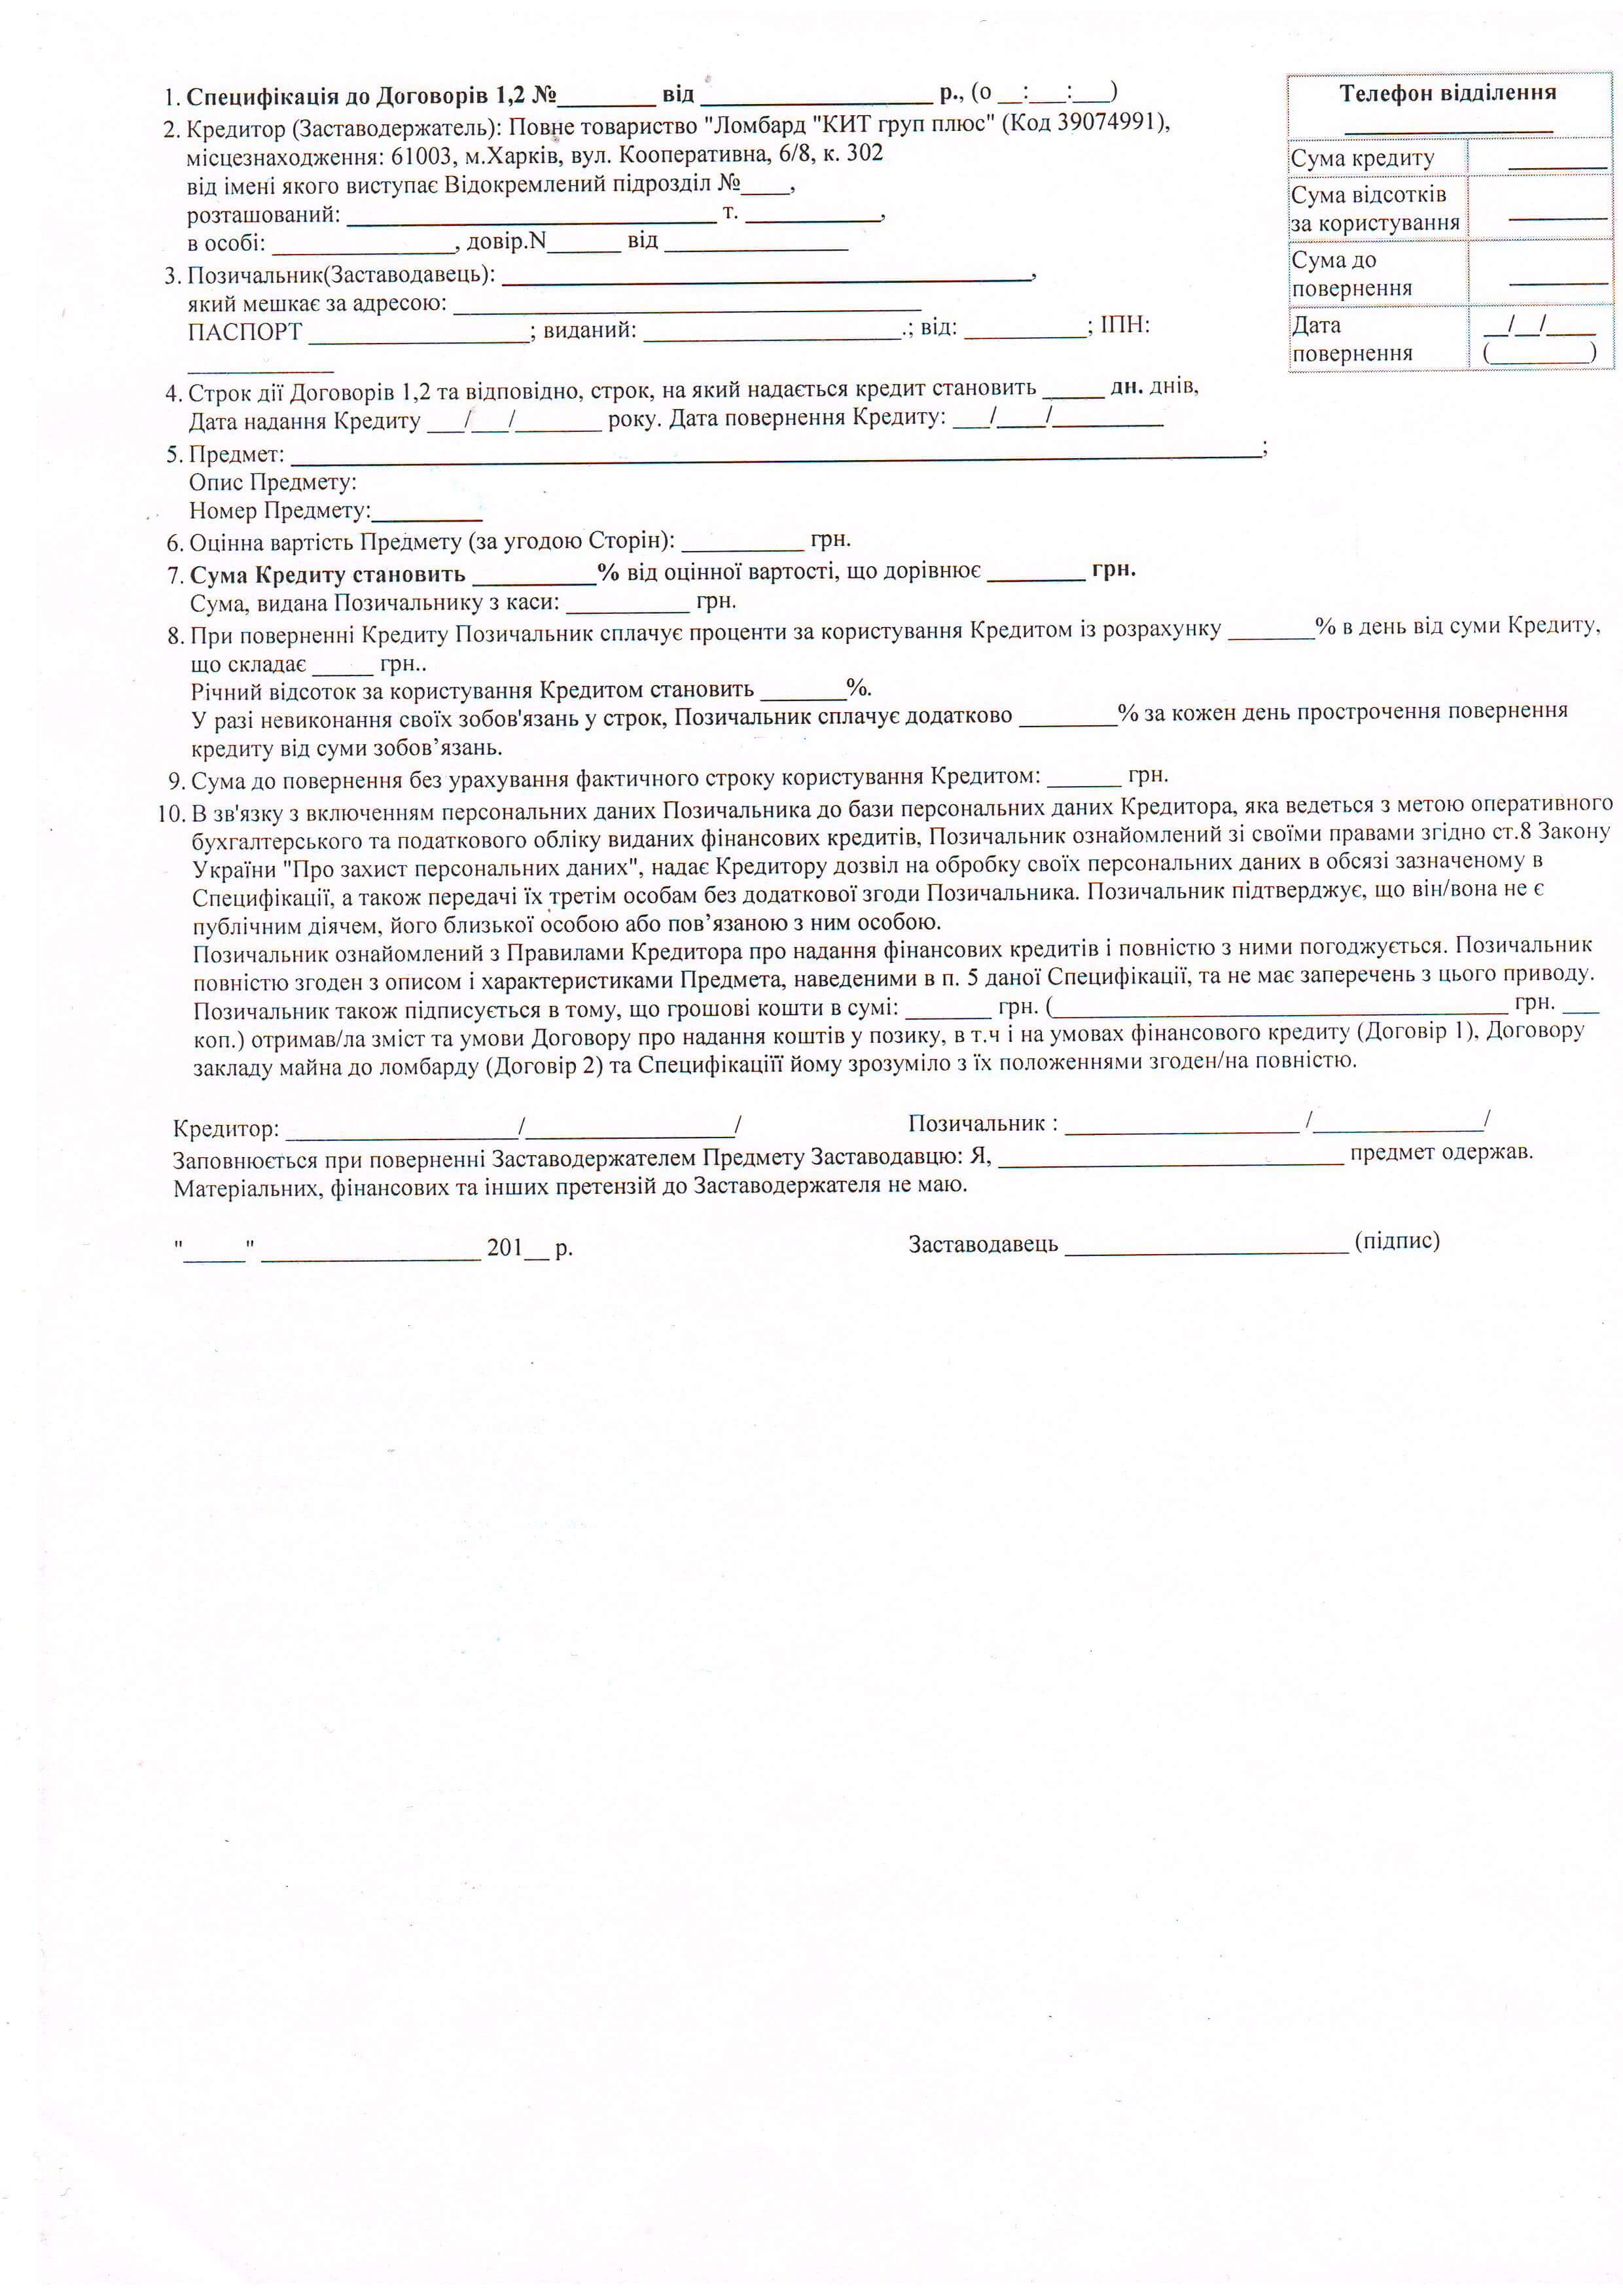 1. Специфікація до Договорів 1,2 №________ від ___________________ р., (о __:___:___)
2. Кредитор (Заставодержатель): Повне товариство "Ломбард "КИТ груп плюс" (Код 39074991),
місцезнаходження: 61003, м.Харків, вул. Кооперативна, 6/8, к. 302
від імені якого виступає Відокремлений підрозділ №____,
розташований: ______________________________ т. ___________,
в особі: _______________, довір.N______ від _______________
3. Позичальник(Заставодавець): ___________________________________________,
який мешкає за адресою: ______________________________________
ПАСПОРТ __________________; виданий: _____________________.; від: __________; ІПН:
____________
4. Строк дії Договорів 1,2 та відповідно, строк, на який надається кредит становить _____ дн. днів,
Дата надання Кредиту ___/___/_______ року. Дата повернення Кредиту: ___/____/_________
5. Предмет: _______________________________________________________________________________;
Опис Предмету:
Номер Предмету:_________
6. Оцінна вартість Предмету (за угодою Сторін): __________ грн.
7. Сума Кредиту становить __________% від оцінної вартості, що дорівнює ________ грн.
Сума, видана Позичальнику з каси: __________ грн.
8. При поверненні Кредиту Позичальник сплачує проценти за користування Кредитом із розрахунку _______% в день від суми Кредиту,
що складає _____ грн..
Річний відсоток за користування Кредитом становить _______%.
У разі невиконання своїх зобов'язань у строк, Позичальник сплачує додатково ________% за кожен день прострочення повернення
кредиту від суми зобов’язань.
9. Сума до повернення без урахування фактичного строку користування Кредитом: ______ грн.
10. В зв'язку з включенням персональних даних Позичальника до бази персональних даних Кредитора, яка ведеться з метою оперативного
бухгалтерського та податкового обліку виданих фінансових кредитів, Позичальник ознайомлений зі своїми правами згідно ст.8 Закону
України "Про захист персональних даних", надає Кредитору дозвіл на обробку своїх персональних даних в обсязі зазначеному в
Специфікації, а також передачі їх третім особам без додаткової згоди Позичальника. Позичальник підтверджує, що він/вона не є
публічним діячем, його близької особою або пов’язаною з ним особою.
Позичальник ознайомлений з Правилами Кредитора про надання фінансових кредитів і повністю з ними погоджується. Позичальник
повністю згоден з описом і характеристиками Предмета, наведеними в п. 5 даної Специфікації, та не має заперечень з цього приводу.
Позичальник також підписується в тому, що грошові кошти в сумі: _______ грн. (_____________________________________ грн. ___
коп.) отримав/ла зміст та умови Договору про надання коштів у позику, в т.ч і на умовах фінансового кредиту (Договір 1), Договору
закладу майна до ломбарду (Договір 2) та Специфікаціїї йому зрозуміло з їх положеннями згоден/на повністю.
Кредитор: ___________________/_________________/ Позичальник : ___________________ /______________/
Заповнюється при поверненні Заставодержателем Предмету Заставодавцю: Я, ____________________________ предмет одержав.
Матеріальних, фінансових та інших претензій до Заставодержателя не маю.
"_____" __________________ 201__ р. Заставодавець _______________________ (підпис)
Телефон відділення
_________________
Сума кредиту ________
Сума відсотків
за користування ________
Сума до
повернення ________
Дата __/__/____
повернення (________)